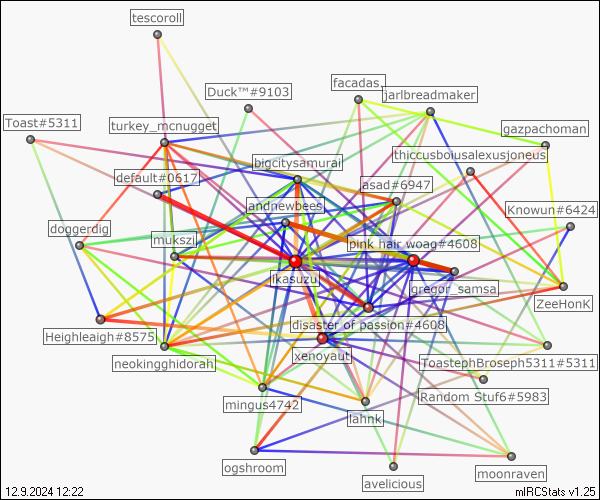 tescoroll
Duck™#9103
facadas_
jarlbreadmaker
Toast#5311
turkey_mcnugget
gazpachoman
bigcitysamurai
thiccusboiusalexusjoneus
default#0617
asad#6947
andrewbees
Knowun#6424
doggerdig
mukszii
pink hair woag#4608
ikasuzu
gregor_samsa
ZeeHonK
disaster of passion#4608
Heighleaigh#8575
xenoyaut
neokingghidorah
ToastephBroseph5311#5311
Random Stuf6#5983
mingus4742
lahnk
ogshroom
avelicious
moonraven
12.9.2024 12:22
mIRCStats v1.25